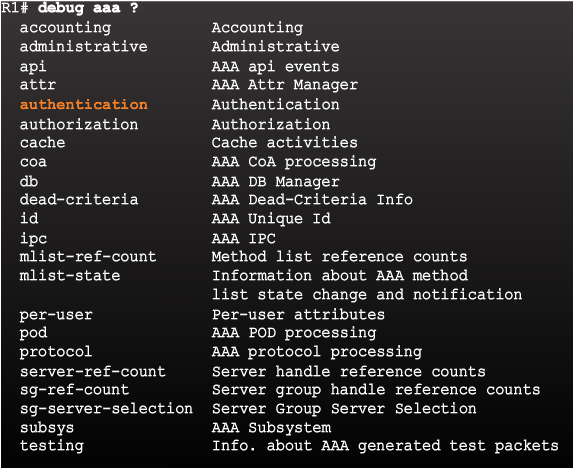 R1# debug aaa ?
accounting Accounting
administrative Administrative
api AAA api events
attr AAA Attr Manager
authentication Authentication
authorization Authorization
cache Cache activities
coa AAA CoA processing
db AAA DB Manager
dead-criteria AAA Dead-Criteria Info
id AAA Unique Id
ipc AAA IPC
mlist-ref-count Method list reference counts
mlist-state Information about AAA method
list state change and notification
per-user Per-user attributes
pod AAA POD processing
protocol AAA protocol processing
server-ref-count Server handle reference counts
sg-ref-count Server group handle reference counts
sg-server-selection Server Group Server Selection
subsys AAA Subsystem
testing Info. about AAA generated test packets